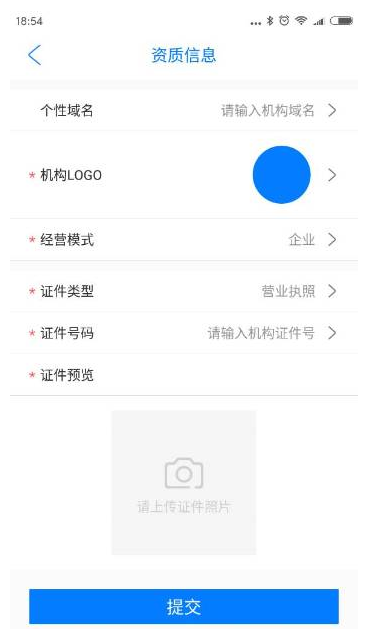 18:54
资质信息
个性域名 请输入机构域名
* 机构LOGO
* 经营模式 企业
* 证件类型 营业执照
* 证件号码 请输入机构证件号
* 证件预览
请上传证件照片
提交